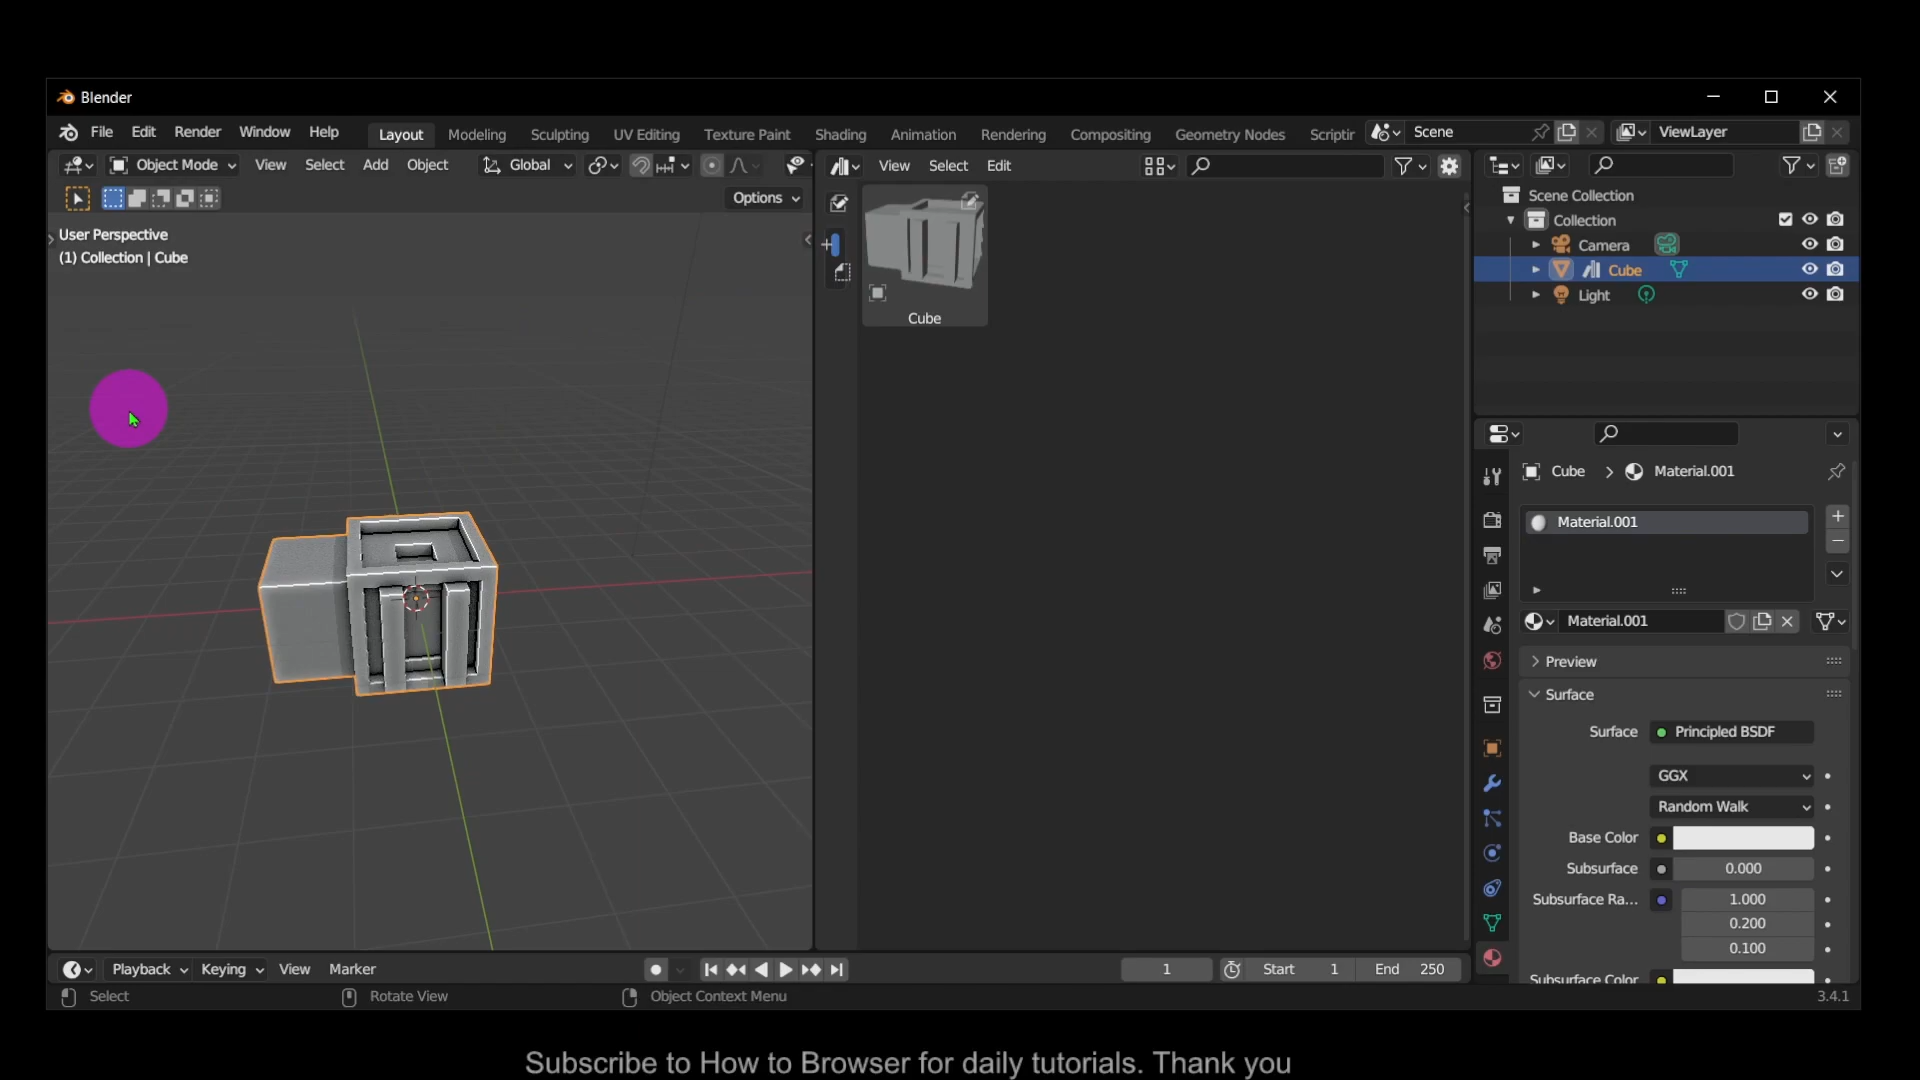 Blender
File Edit Render Window Help Layout Modeling Sculpting UV Editing Texture Paint Shading Animation Rendering Compositing Geometry Nodes Scriptin Scene ViewLayer
Object Mode View Select Add Object Global View Select Edit
Options
User Perspective
(1) Collection | Cube
Cube
Scene Collection
Collection
Camera
Cube
Light
Cube > Material.001
Material.001
Material.001
Preview
Surface
Surface Principled BSDF
GGX
Random Walk
Base Color
Subsurface 0.000
Subsurface Ra... 1.000
0.200
0.100
Subsurface Color
Playback Keying View Marker 1 Start 1 End 250
Select Rotate View Object Context Menu 3.4.1
Subscribe to How to Browser for daily tutorials. Thank you